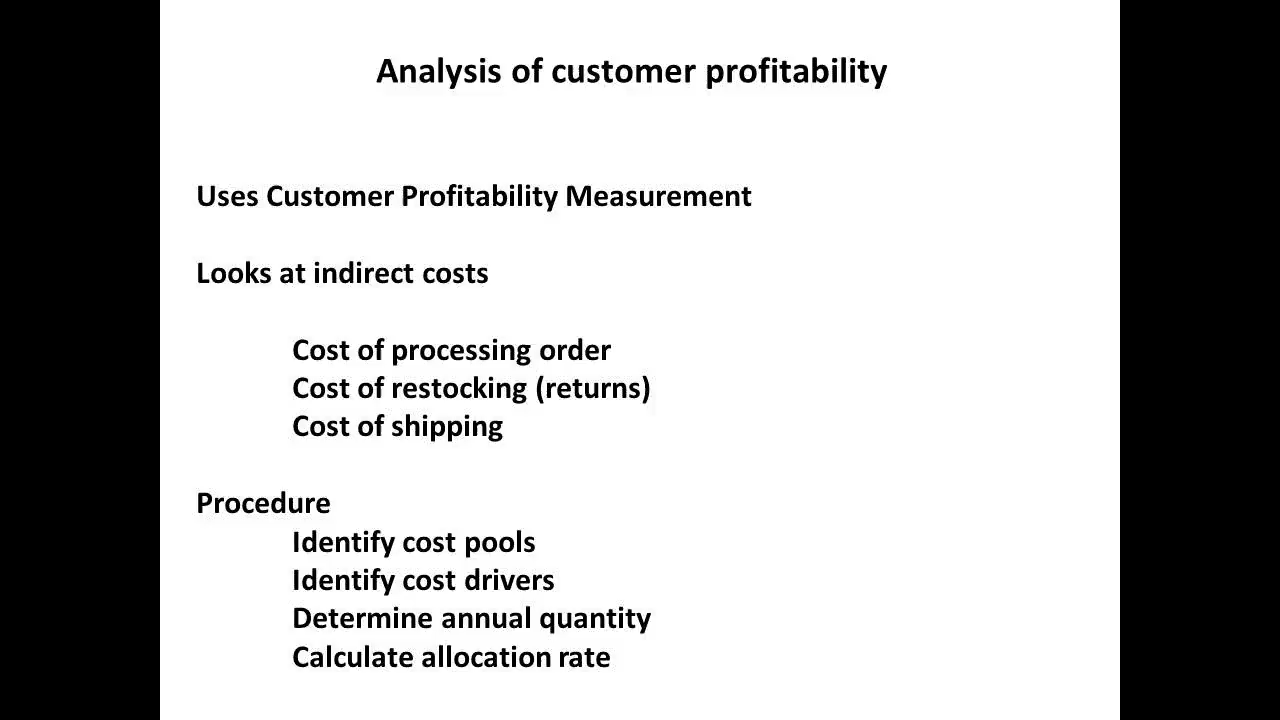 Analysis of customer profitability
Uses Customer Profitability Measurement
Looks at indirect costs
Cost of processing order
Cost of restocking (returns)
Cost of shipping
Procedure
Identify cost pools
Identify cost drivers
Determine annual quantity
Calculate allocation rate